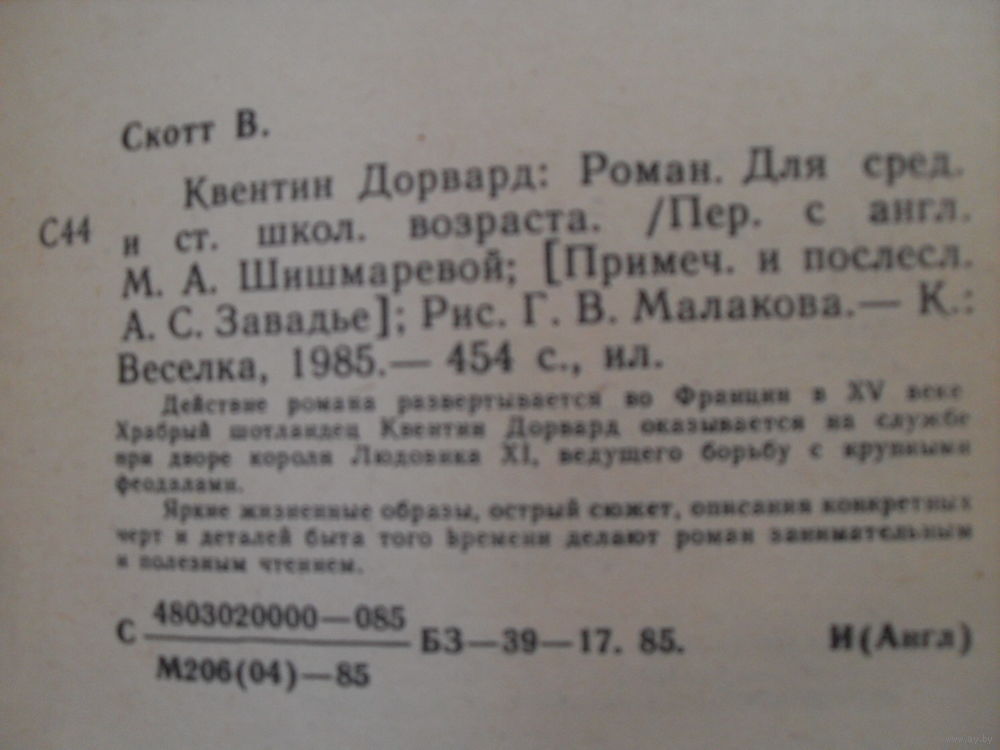 Скотт В.
Квентин Дорвард: Роман. Для сред.
С44 и ст. школ. возраста. /Пер. с англ.
М. А. Шишмаревой; [Примеч. и послесл.
А. С. Завадье]; Рис. Г. В. Малакова.— К.:
Веселка, 1985.— 454 с., ил.
Действие романа развертывается во Франции в XV веке
Храбрый шотландец Квентин Дорвард оказывается на службе
при дворе короля Людовика XI, ведущего борьбу с крупными
феодалами.
Яркие жизненные образы, острый сюжет, описания конкретных
черт и деталей быта того времени делают роман занимательным
и полезным чтением.
4803020000—085
С БЗ—39—17. 85. И(Англ)
М206(04)—85
www.ay.by